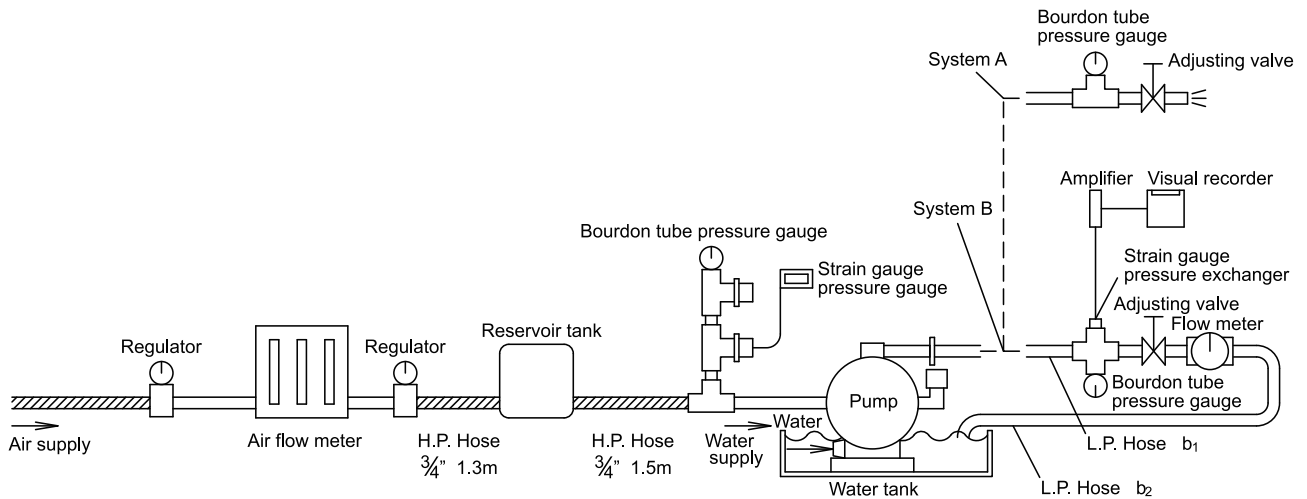 Bourdon tube
pressure gauge
System A
Adjusting valve
Amplifier
Visual recorder
System B
Bourdon tube pressure gauge
Strain gauge
pressure gauge
Strain gauge
pressure exchanger
Adjusting valve
Flow meter
Regulator
Regulator
Reservoir tank
Bourdon tube
pressure gauge
Pump
Air supply
Air flow meter
H.P. Hose
3/4" 1.3m
H.P. Hose
3/4" 1.5m
Water
supply
Water
Water tank
L.P. Hose b₁
L.P. Hose b₂